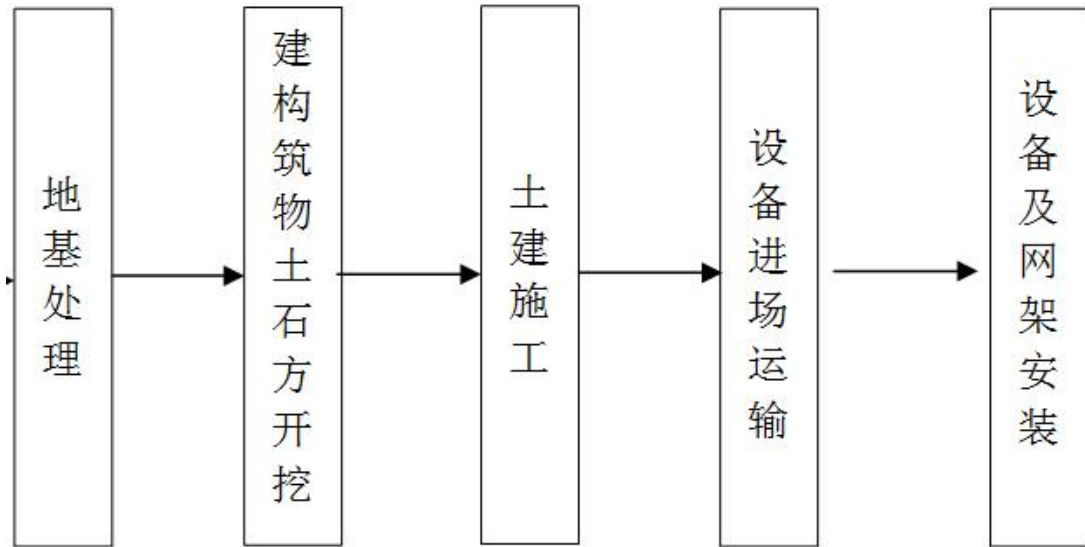 地基处理
建构筑物土石方开挖
土建施工
设备进场运输
设备及网架安装